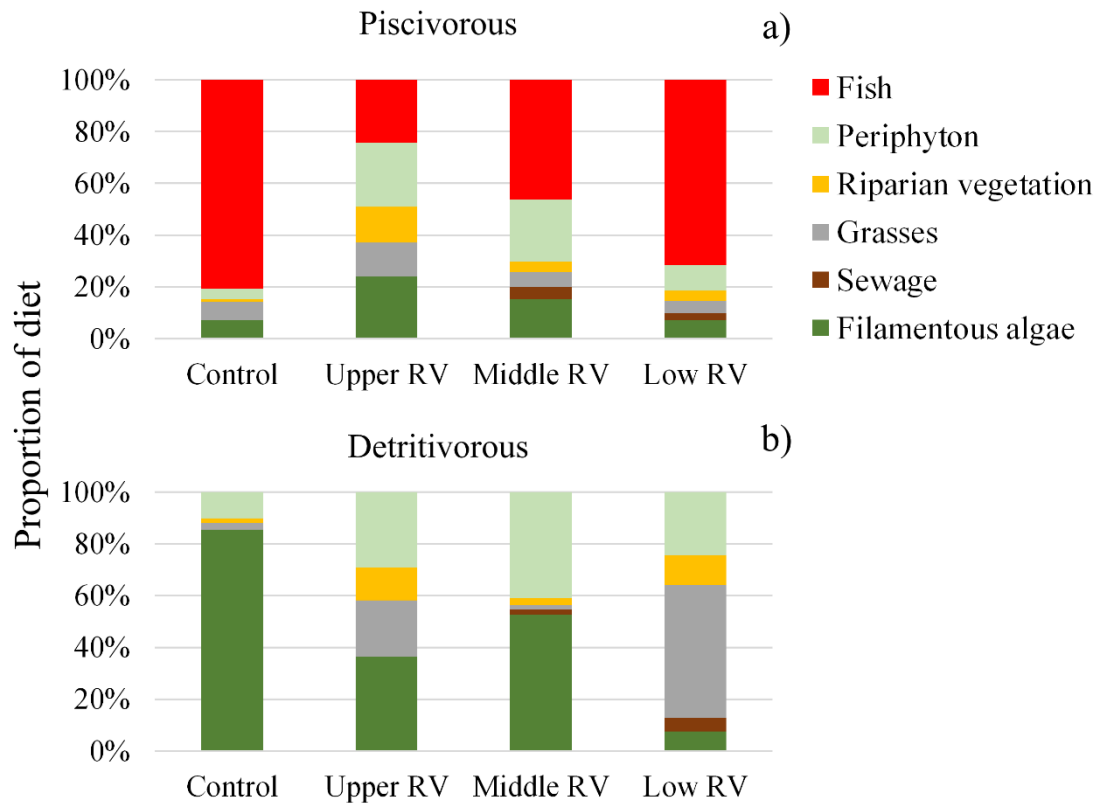 Piscivorous
a)
100%
80%
60%
40%
20%
0%
Control
Upper RV
Middle RV
Low RV
Fish
Periphyton
Riparian vegetation
Grasses
Sewage
Filamentous algae
Proportion of diet
Detritivorous
b)
100%
80%
60%
40%
20%
0%
Control
Upper RV
Middle RV
Low RV